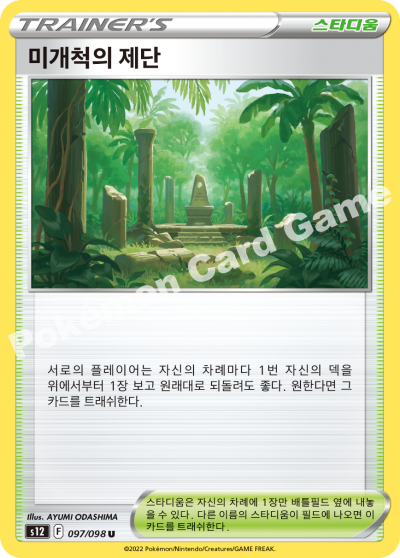 TRAINER'S
스타디움
미개척의 제단
Pokémon Card Game
서로의 플레이어는 자신의 차례마다 1번 자신의 덱을
위에서부터 1장 보고 원래대로 되돌려도 좋다. 원한다면 그
카드를 트래쉬한다.
Illus. AYUMI ODASHIMA
s12 F 097/098 U
스타디움은 자신의 차례에 1장만 배틀필드 옆에 내놓
을 수 있다. 다른 이름의 스타디움이 필드에 나오면 이
카드를 트래쉬한다.
©2022 Pokémon/Nintendo/Creatures/GAME FREAK.